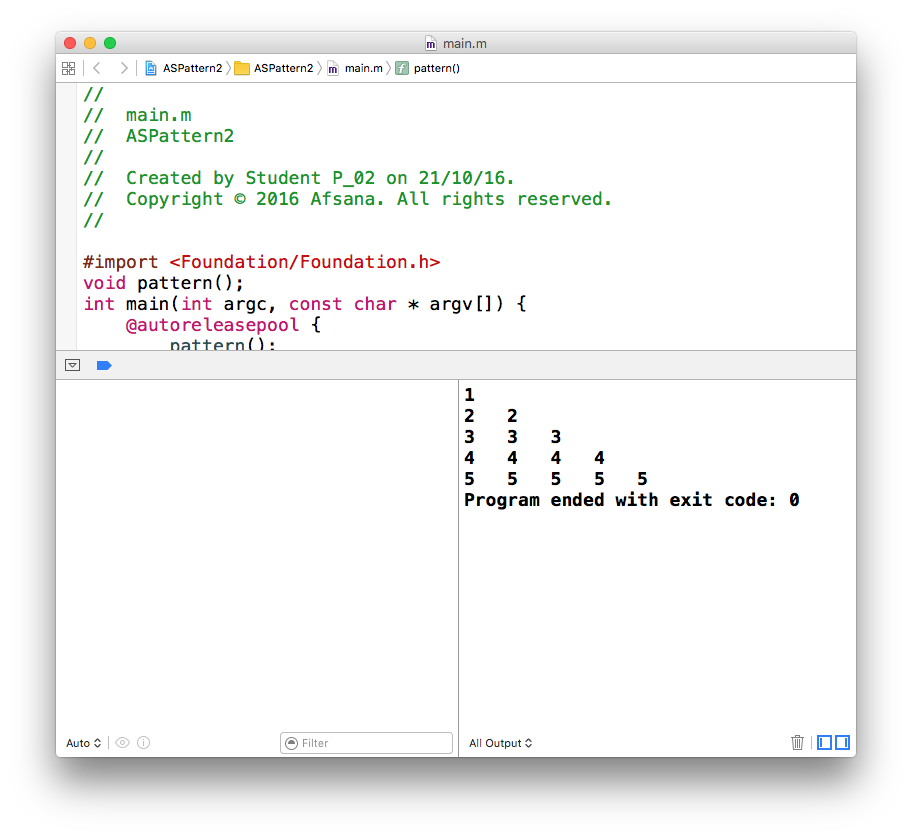 main.m
ASPattern2 ASPattern2 main.m pattern()
//
//  main.m
//  ASPattern2
//
//  Created by Student P_02 on 21/10/16.
//  Copyright © 2016 Afsana. All rights reserved.
//
#import <Foundation/Foundation.h>
void pattern();
int main(int argc, const char * argv[]) {
    @autoreleasepool {
        pattern();
1
2   2
3   3   3
4   4   4   4
5   5   5   5   5
Program ended with exit code: 0
Auto Filter All Output